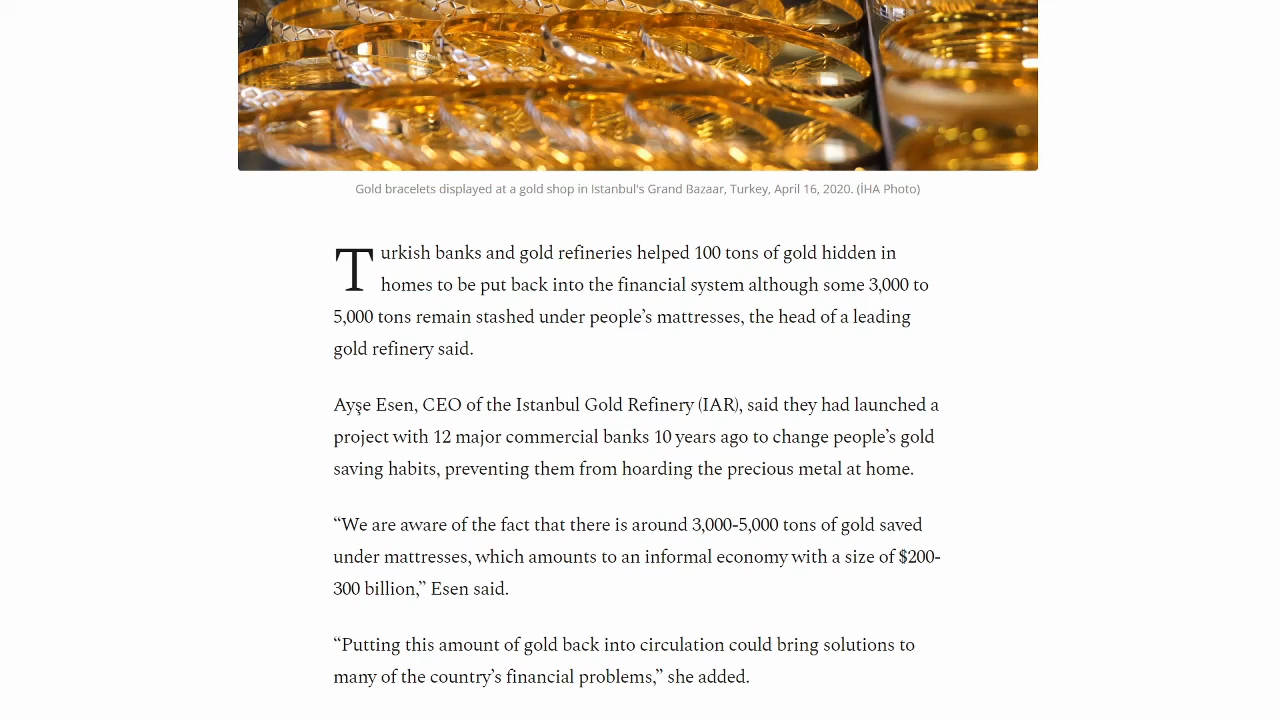 Gold bracelets displayed at a gold shop in Istanbul's Grand Bazaar, Turkey, April 16, 2020. (İHA Photo)
Turkish banks and gold refineries helped 100 tons of gold hidden in
homes to be put back into the financial system although some 3,000 to
5,000 tons remain stashed under people’s mattresses, the head of a leading
gold refinery said.
Ayşe Esen, CEO of the Istanbul Gold Refinery (IAR), said they had launched a
project with 12 major commercial banks 10 years ago to change people’s gold
saving habits, preventing them from hoarding the precious metal at home.
“We are aware of the fact that there is around 3,000-5,000 tons of gold saved
under mattresses, which amounts to an informal economy with a size of $200-
300 billion,” Esen said.
“Putting this amount of gold back into circulation could bring solutions to
many of the country’s financial problems,” she added.